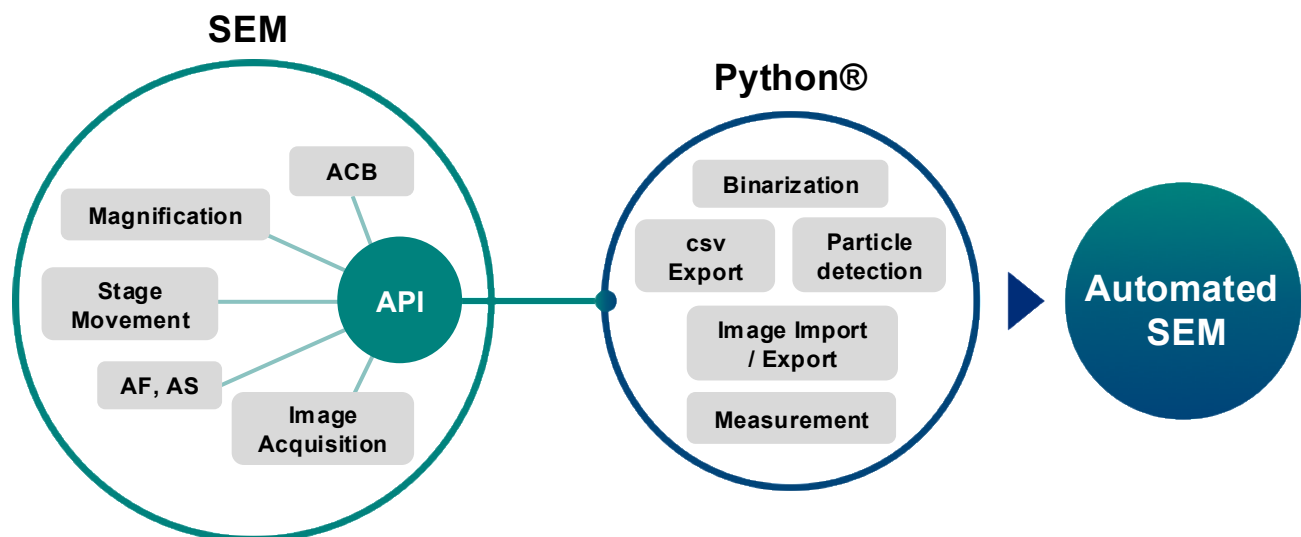 SEM
ACB
Magnification
Stage
Movement
API
AF, AS
Image
Acquisition
Python®
Binarization
csv
Export
Particle
detection
Image Import
/ Export
Measurement
Automated
SEM